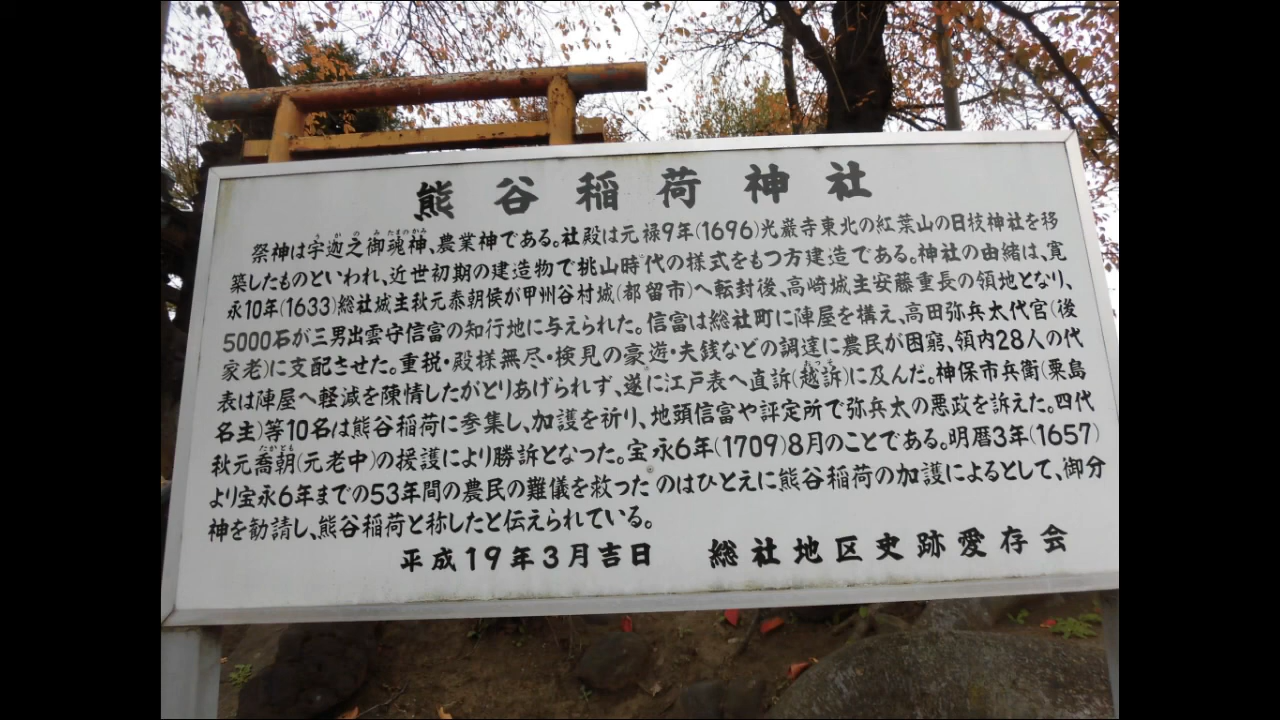 熊谷稲荷神社
祭神は宇迦之御魂神、農業神である。社殿は元禄9年(1696)光巌寺東北の紅葉山の日枝神社を移
築したものといわれ、近世初期の建造物で桃山時代の様式をもつ方建造である。神社の由緒は、寛
永10年(1633)総社城主秋元泰朝侯が甲州谷村城(都留市)へ転封後、高崎城主安藤重長の領地となり、
5000石が三男出雲守信富の知行地に与えられた。信富は総社町に陣屋を構え、高田弥兵太代官(後
家老)に支配させた。重税・殿様無尽・検見の豪遊・夫銭などの調達に農民が困窮、領内28人の代
表は陣屋へ軽減を陳情したがとりあげられず、遂に江戸表へ直訴(越訴)に及んだ。神保市兵衛(粟島
名主)等10名は熊谷稲荷に参集し、加護を祈り、地頭信富や評定所で弥兵太の悪政を訴えた。四代
秋元喬朝(元老中)の援護により勝訴となった。宝永6年(1709)8月のことである。明暦3年(1657)
より宝永6年までの53年間の農民の難儀を救ったのはひとえに熊谷稲荷の加護によるとして、御分
神を勧請し、熊谷稲荷と称したと伝えられている。
平成19年3月吉日 総社地区史跡愛存会